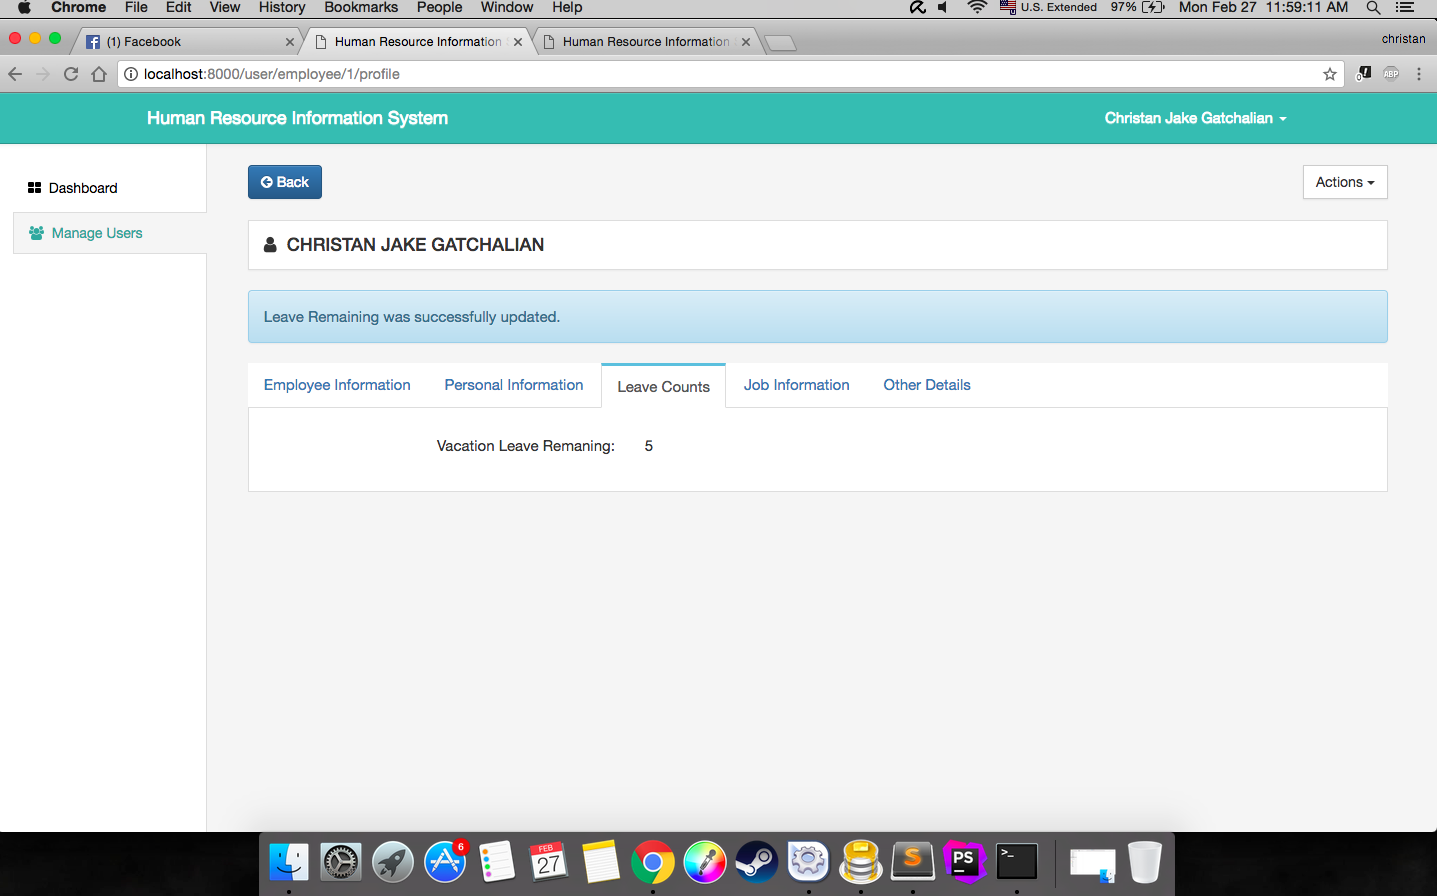 Chrome File Edit View History Bookmarks People Window Help U.S. Extended 97% Mon Feb 27 11:59:11 AM
(1) Facebook Human Resource Information Human Resource Information christan
localhost:8000/user/employee/1/profile ABP
Human Resource Information System Christan Jake Gatchalian
Dashboard
Manage Users
Back Actions
CHRISTAN JAKE GATCHALIAN
Leave Remaining was successfully updated.
Employee Information Personal Information Leave Counts Job Information Other Details
Vacation Leave Remaning: 5
6
FEB
27
S
PS
>_